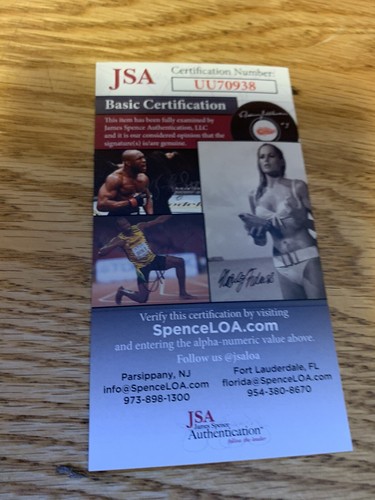 JSA
Certification Number:
UU70938
Basic Certification
This item has been fully examined by
James Spence Authentication, LLC
and it is our considered opinion that the
signature(s) is/are genuine.
Verify this certification by visiting
SpenceLOA.com
and entering the alpha-numeric value above.
Follow us @jsaloa
Parsippany, NJ
info@SpenceLOA.com
973-898-1300
Fort Lauderdale, FL
florida@SpenceLOA.com
954-380-8670
JSA
James Spence
Authentication
follow the leader